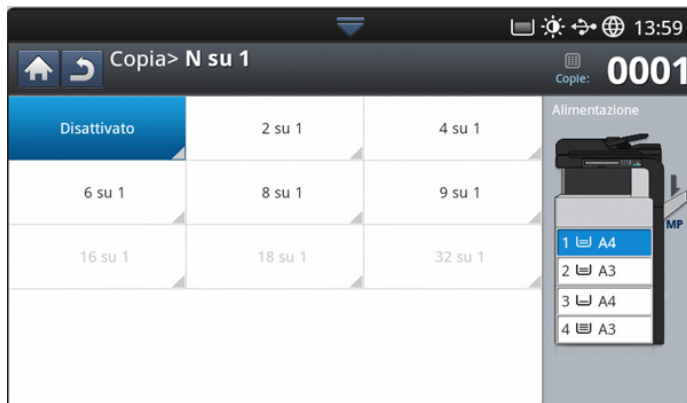 13:59
Copia> N su 1
Copie: 0001
Disattivato
2 su 1
4 su 1
6 su 1
8 su 1
9 su 1
16 su 1
18 su 1
32 su 1
Alimentazione
MP
1 A4
2 A3
3 A4
4 A3